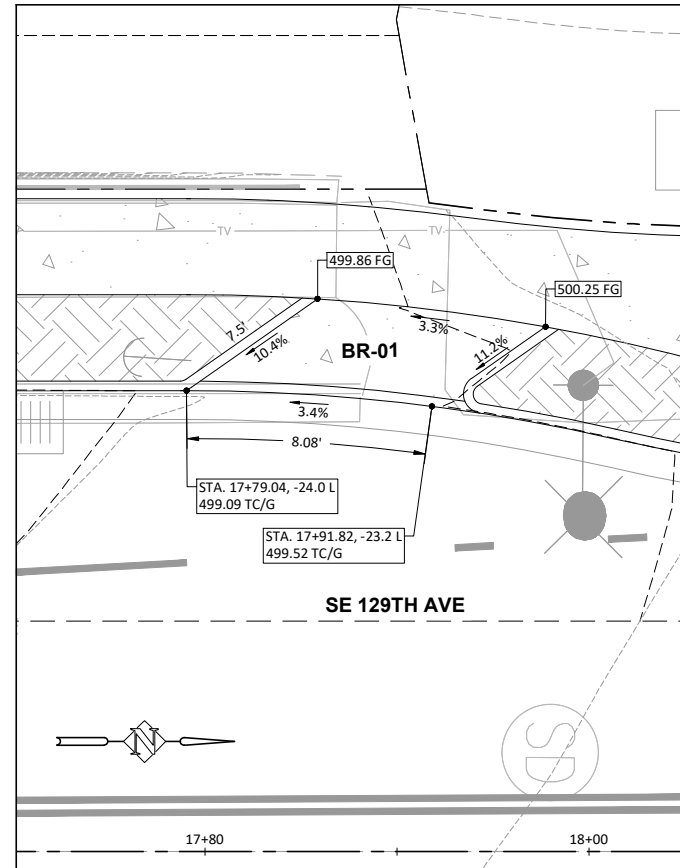 TV
TV
499.86 FG
500.25 FG
7.5'
10.4%
3.3%
11.2%
BR-01
3.4%
8.08'
STA. 17+79.04, -24.0 L
499.09 TC/G
STA. 17+91.82, -23.2 L
499.52 TC/G
SE 129TH AVE
N
SD
17+80
18+00